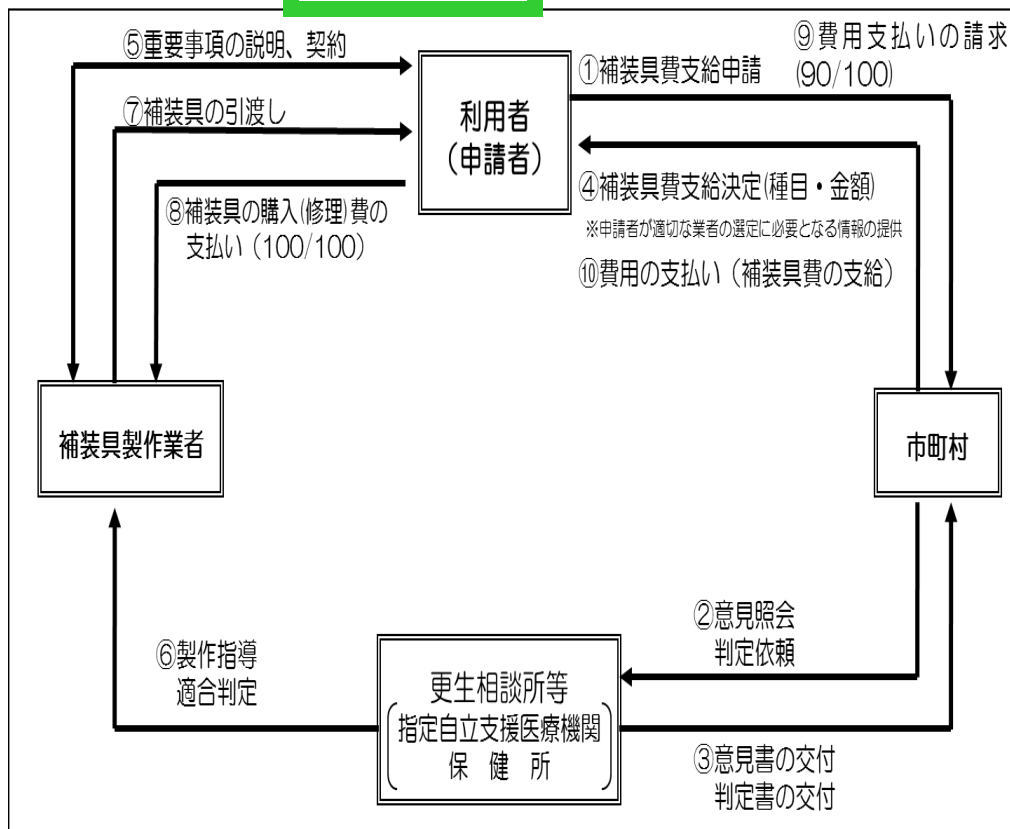 ⑤重要事項の説明、契約
⑨費用支払いの請求
(90/100)
①補装具費支給申請
⑦補装具の引渡し
利用者
（申請者）
④補装具費支給決定(種目・金額)
※申請者が適切な業者の選定に必要となる情報の提供
⑧補装具の購入(修理)費の
支払い（100/100）
⑩費用の支払い（補装具費の支給）
補装具製作業者
市町村
②意見照会
判定依頼
⑥製作指導
適合判定
更生相談所等
指定自立支援医療機関
保健所
③意見書の交付
判定書の交付